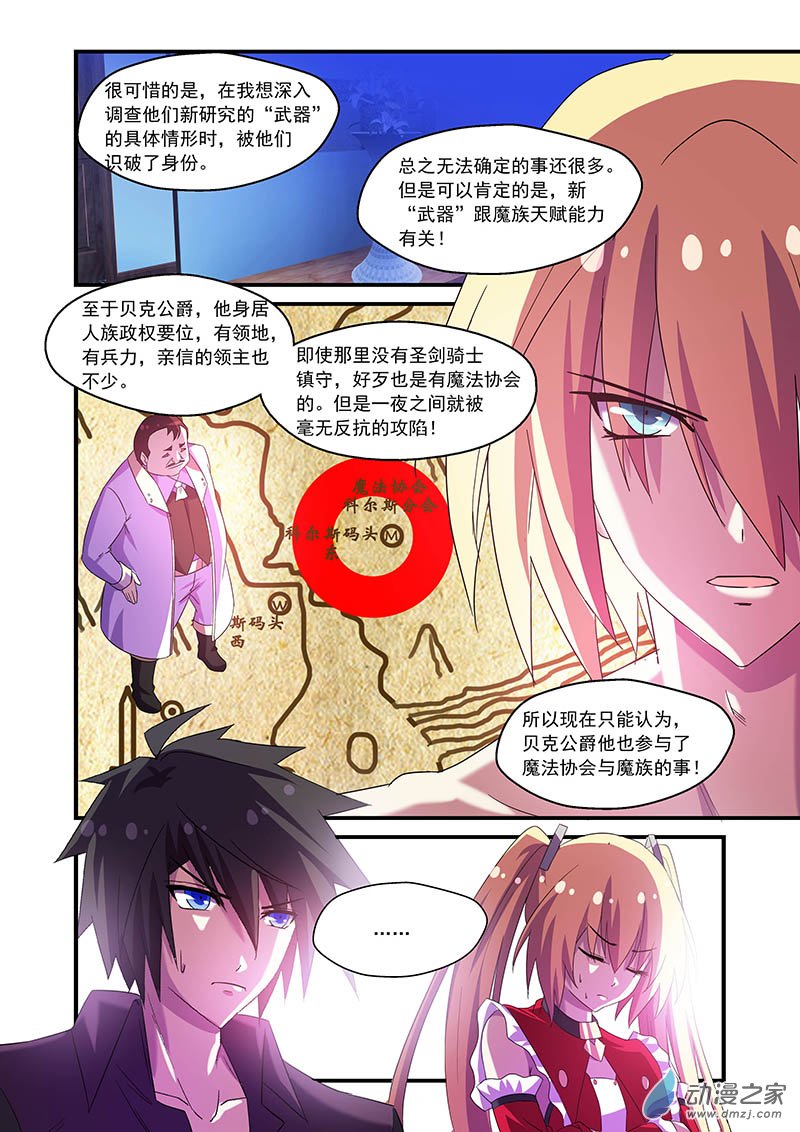 很可惜的是，在我想深入
调查他们新研究的“武器”
的具体情形时，被他们
识破了身份。
总之无法确定的事还很多。
但是可以肯定的是，新
“武器”跟魔族天赋能力
有关！
至于贝克公爵，他身居
人族政权要位，有领地，
有兵力，亲信的领主也
不少。
即使那里没有圣剑骑士
镇守，好歹也是有魔法协会
的。但是一夜之间就被
毫无反抗的攻陷！
魔法协会
科尔斯分会
科尔斯码头
东
M
W
斯码头
西
所以现在只能认为，
贝克公爵他也参与了
魔法协会与魔族的事！
……
动漫之家
www.dmzj.com